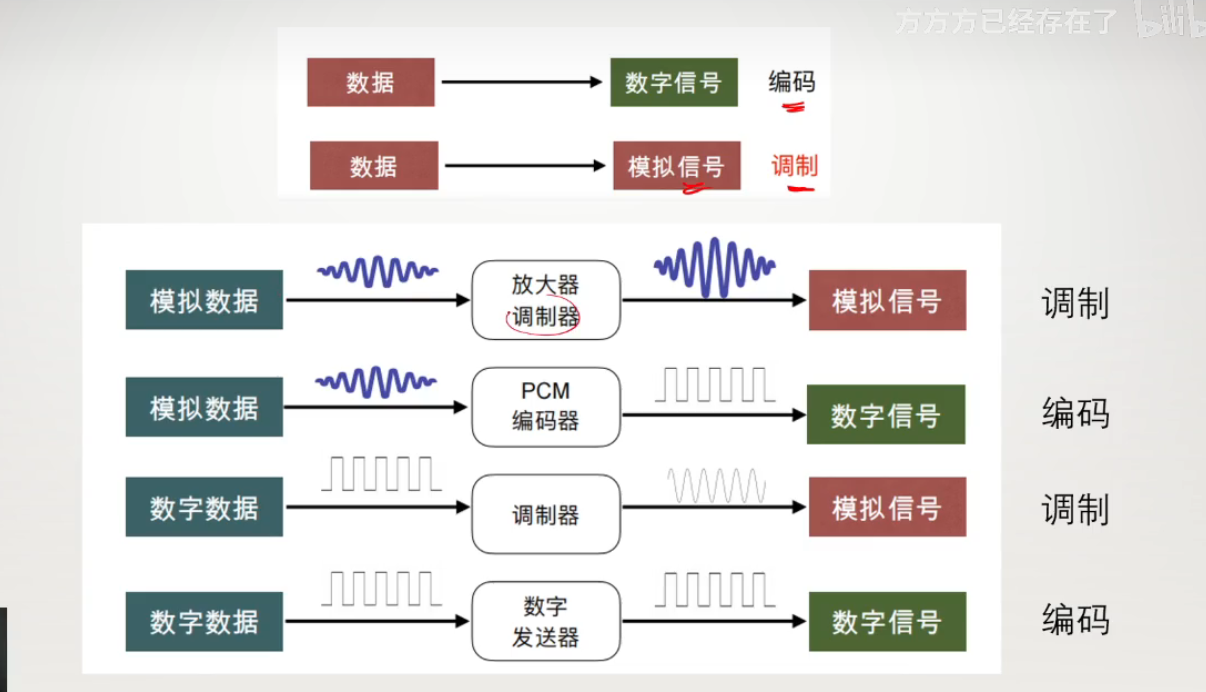 方方方已经存在了 bilib
数据 数字信号 编码
数据 模拟信号 调制
模拟数据 放大器 调制器 模拟信号 调制
模拟数据 PCM 编码器 数字信号 编码
数字数据 调制器 模拟信号 调制
数字数据 数字 发送器 数字信号 编码